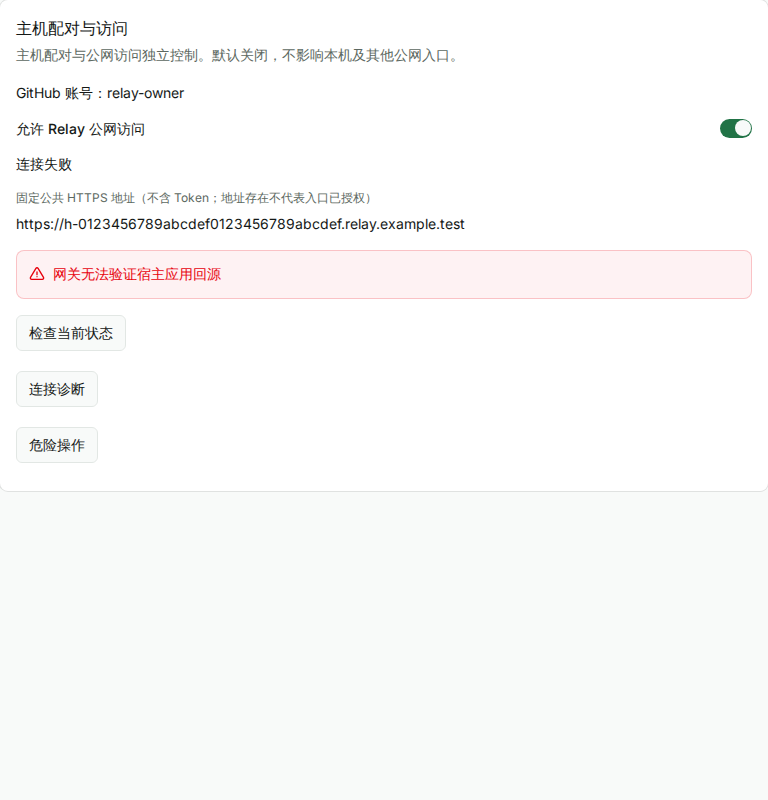 主机配对与访问
主机配对与公网访问独立控制。默认关闭，不影响本机及其他公网入口。
GitHub 账号：relay-owner
允许 Relay 公网访问
连接失败
固定公共 HTTPS 地址（不含 Token；地址存在不代表入口已授权）
https://h-0123456789abcdef0123456789abcdef.relay.example.test
网关无法验证宿主应用回源
检查当前状态
连接诊断
危险操作